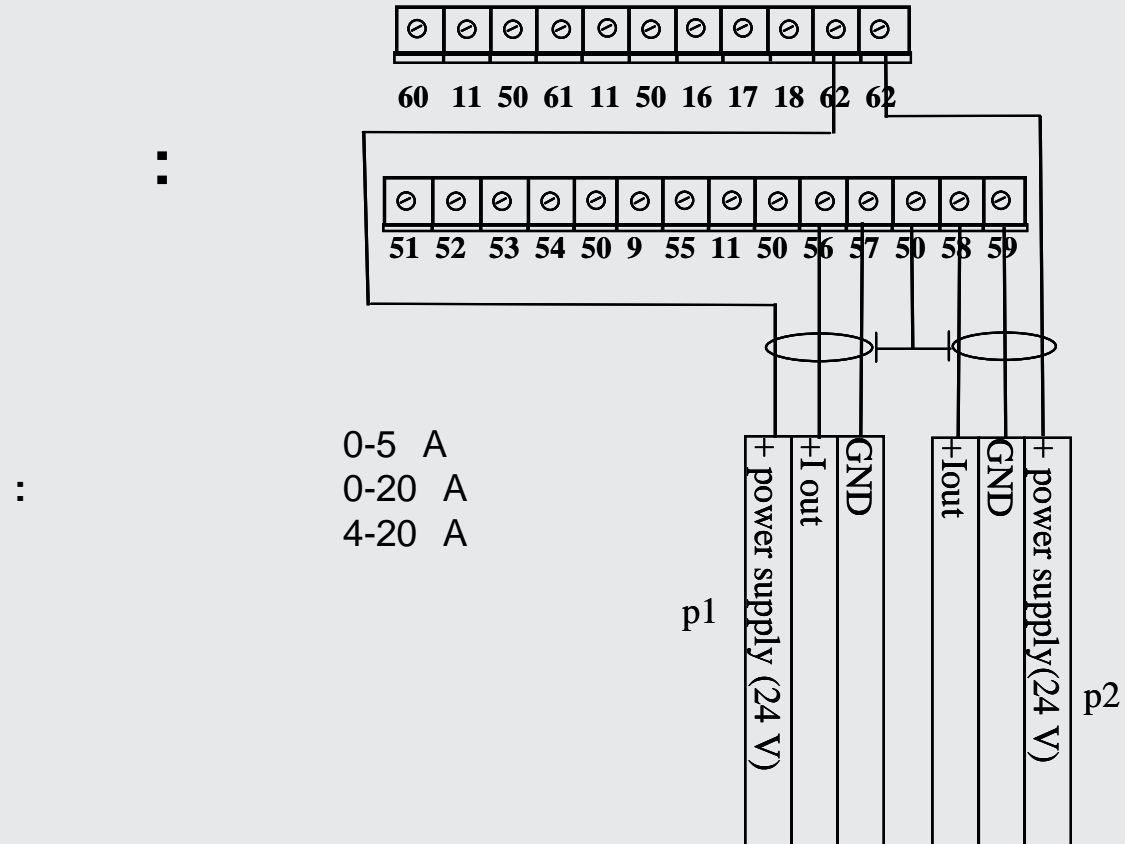 60 11 50 61 11 50 16 17 18 62 62
:
51 52 53 54 50 9 55 11 50 56 57 50 58 59
0-5 A
: 0-20 A
4-20 A
+ power supply (24 V)
+I out
GND
+Iout
GND
+ power supply(24 V)
p1
p2